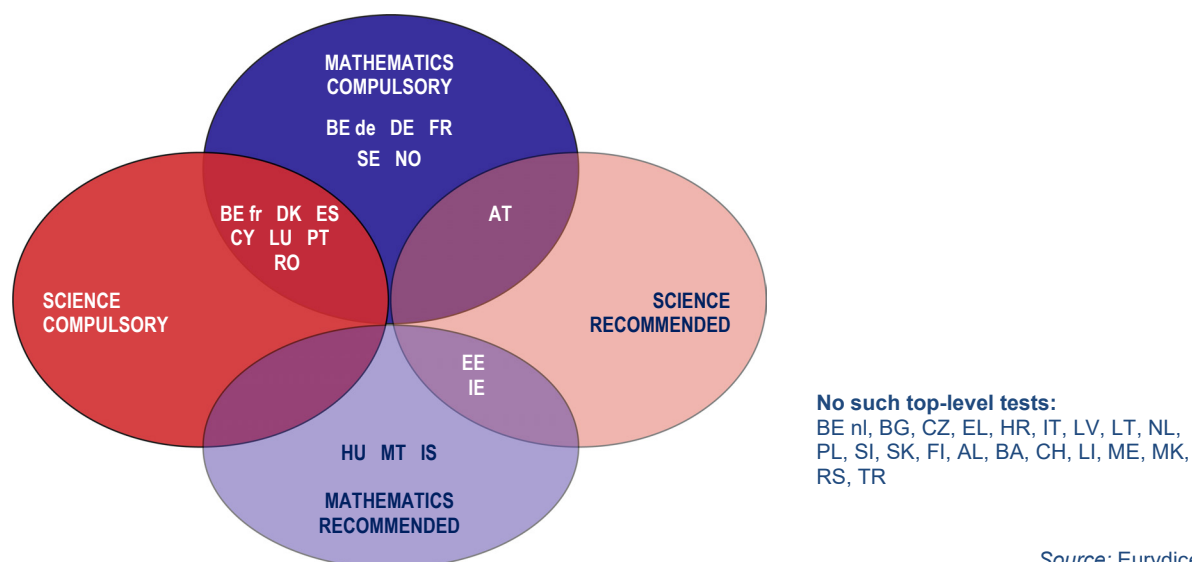 MATHEMATICS
COMPULSORY
BE de DE FR
SE NO
BE fr DK ES
CY LU PT
RO
AT
SCIENCE
COMPULSORY
SCIENCE
RECOMMENDED
EE
IE
HU MT IS
MATHEMATICS
RECOMMENDED
No such top-level tests:
BE nl, BG, CZ, EL, HR, IT, LV, LT, NL,
PL, SI, SK, FI, AL, BA, CH, LI, ME, MK,
RS, TR
Source: Eurydice